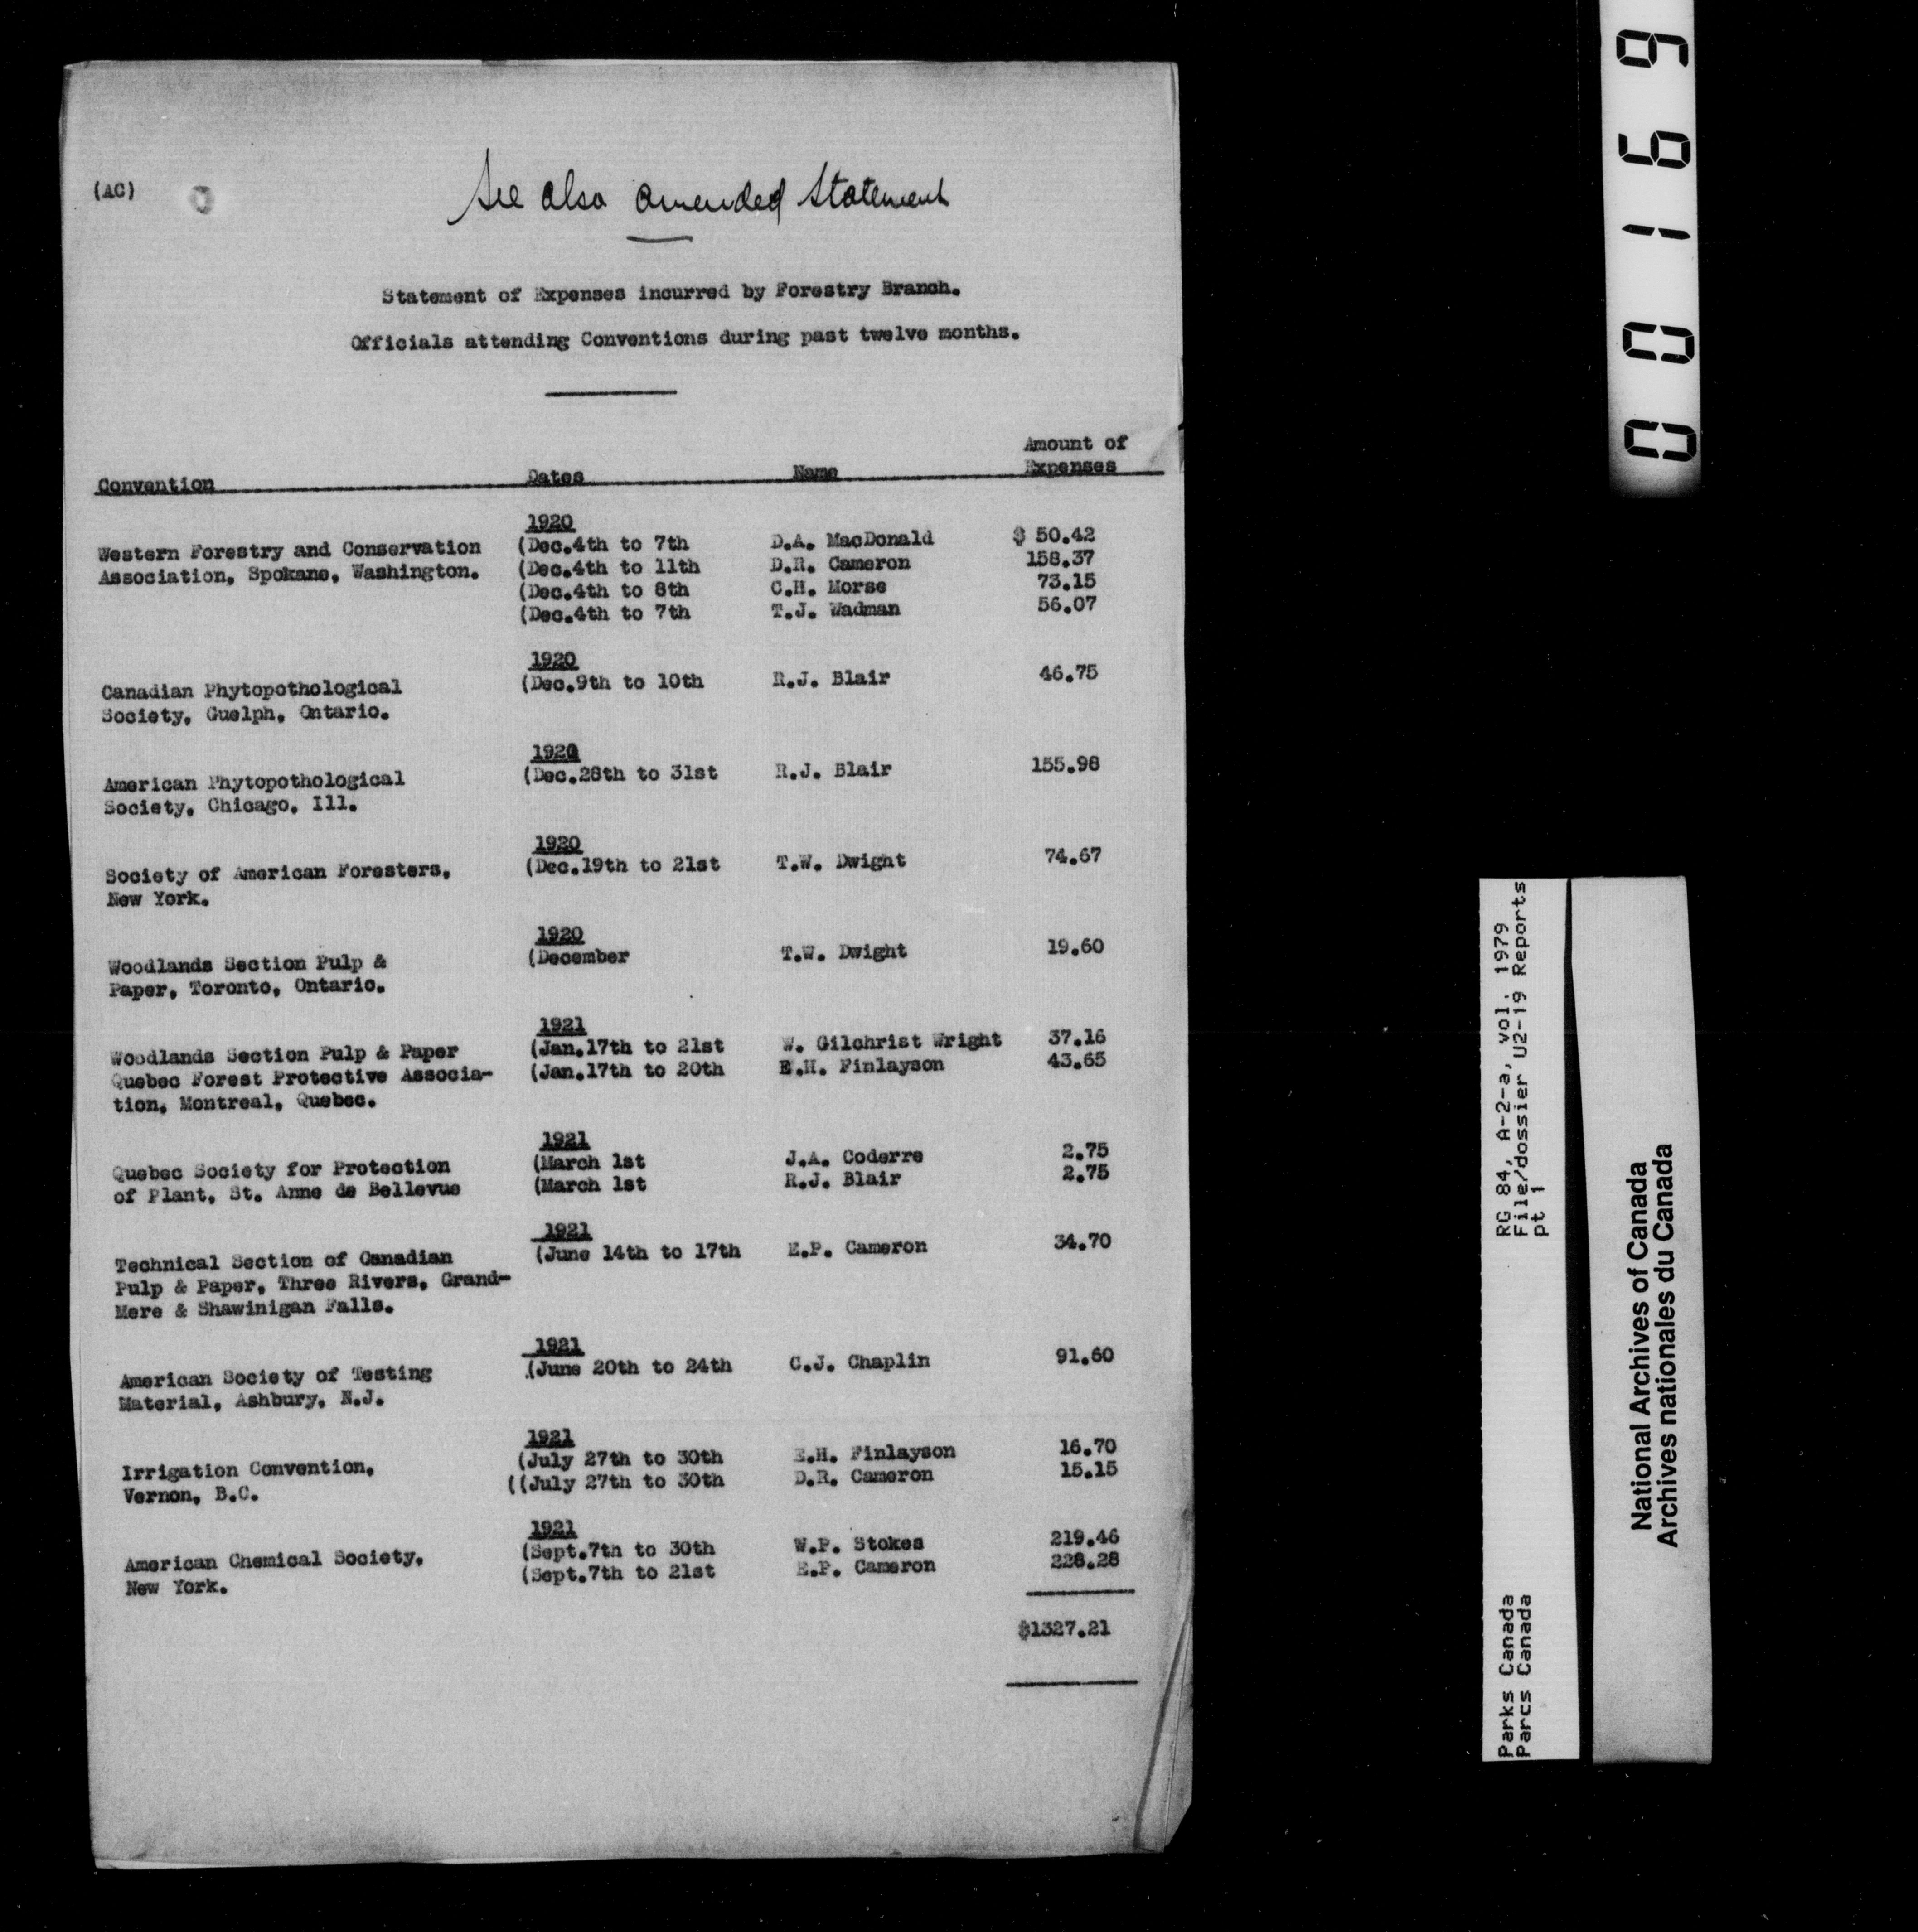 (AC)
See also amended Statement
Statement of Expenses incurred by Forestry Branch.
Officials attending Conventions during past twelve months.
Amount of
Convention Dates Name Expenses
1920
Western Forestry and Conservation (Dec.4th to 7th D.A. MacDonald $ 50.42
Association, Spokane, Washington. (Dec.4th to 11th D.R. Cameron 158.37
(Dec.4th to 8th C.H. Morse 73.15
(Dec.4th to 7th T.J. Wadman 56.07
1920
Canadian Phytopothological (Dec.9th to 10th R.J. Blair 46.75
Society, Guelph, Ontario.
1920
American Phytopothological (Dec.28th to 31st R.J. Blair 155.98
Society, Chicago, Ill.
1920
Society of American Foresters, (Dec.19th to 21st T.W. Dwight 74.67
New York.
1920
Woodlands Section Pulp & (December T.W. Dwight 19.60
Paper, Toronto, Ontario.
1921
Woodlands Section Pulp & Paper (Jan.17th to 21st W. Gilchrist Wright 37.16
Quebec Forest Protective Associa- (Jan.17th to 20th E.H. Finlayson 43.65
tion, Montreal, Quebec.
1921
Quebec Society for Protection (March 1st J.A. Coderre 2.75
of Plant, St. Anne de Bellevue (March 1st R.J. Blair 2.75
1921
Technical Section of Canadian (June 14th to 17th E.P. Cameron 34.70
Pulp & Paper, Three Rivers, Grand-
Mere & Shawinigan Falls.
1921
American Society of Testing (June 20th to 24th C.J. Chaplin 91.60
Material, Ashbury, N.J.
1921
Irrigation Convention, (July 27th to 30th E.H. Finlayson 16.70
Vernon, B.C. ((July 27th to 30th D.R. Cameron 15.15
1921
American Chemical Society, (Sept.7th to 30th W.P. Stokes 219.46
New York. (Sept.7th to 21st E.P. Cameron 228.28
$1327.21
00169
Parks Canada RG 84, A-2-a, vol. 1979
Parcs Canada File/dossier U2-19 Reports
pt 1
National Archives of Canada
Archives nationales du Canada